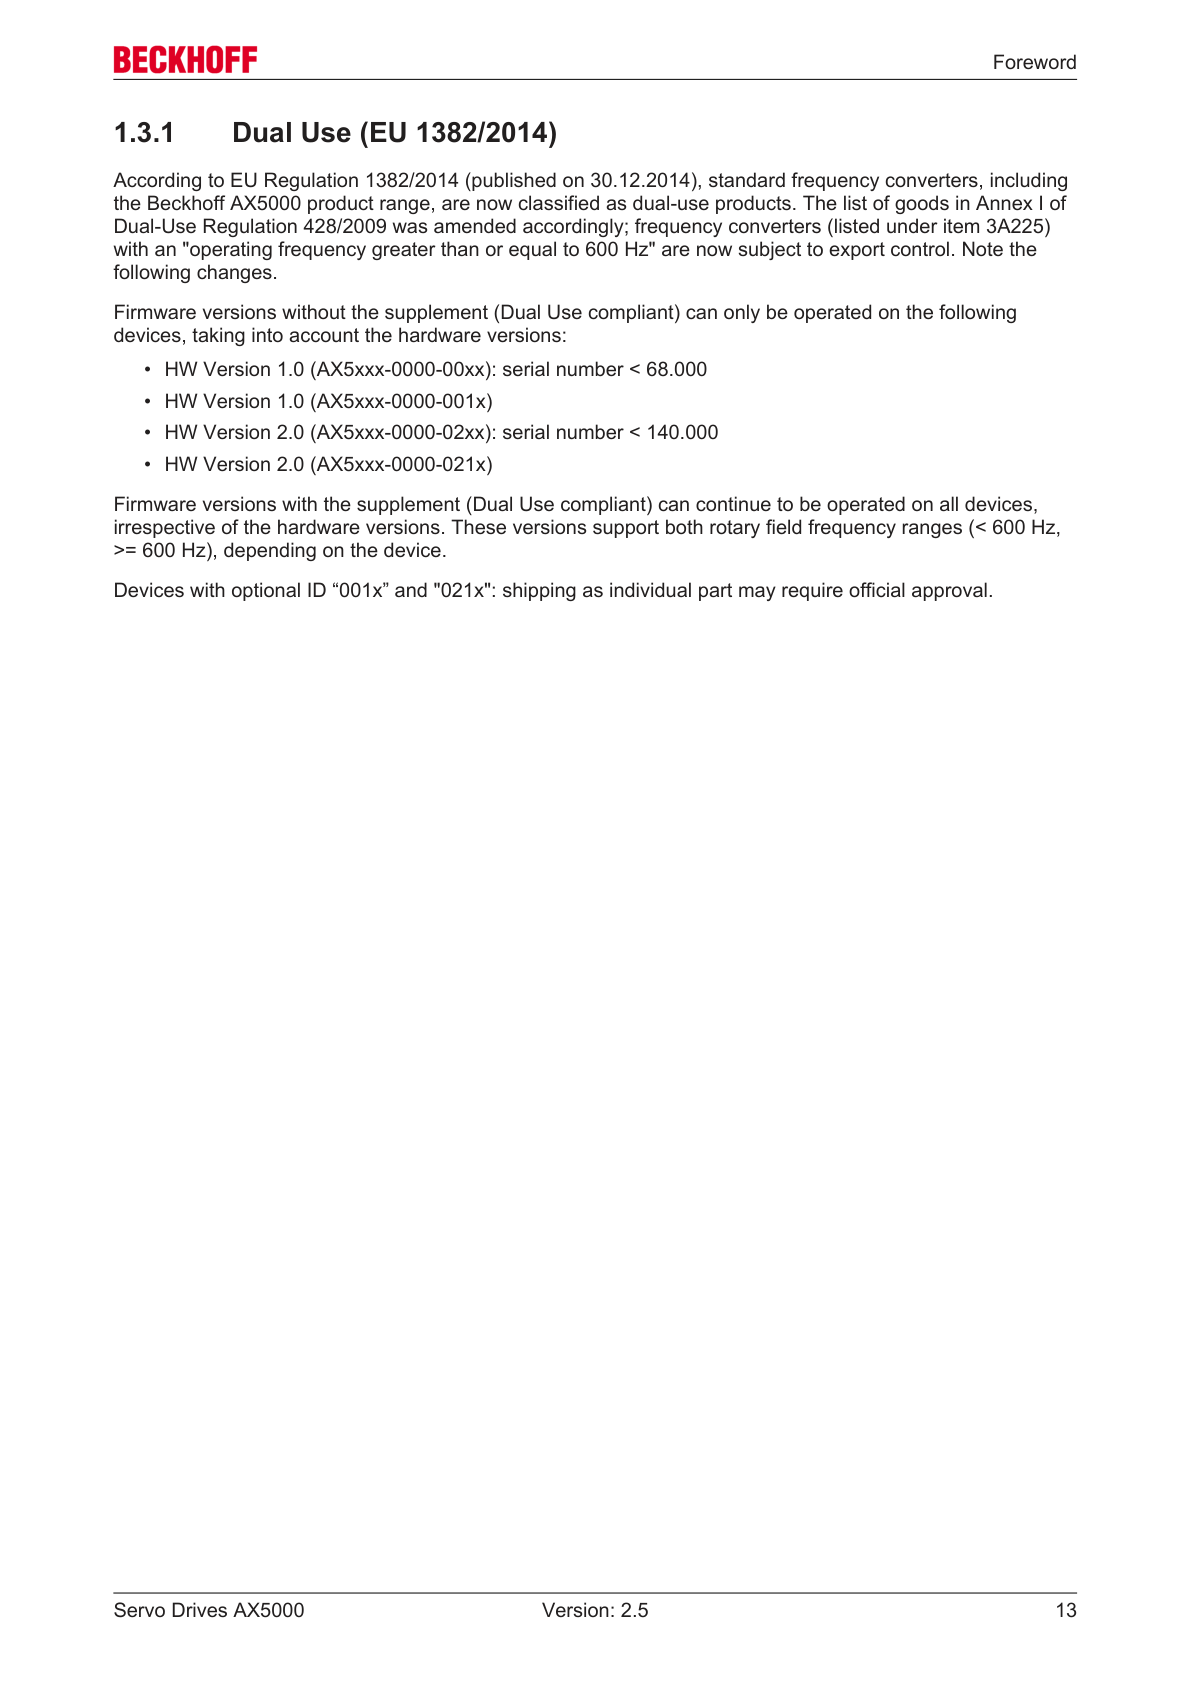 BECKHOFF
Foreword
1.3.1 Dual Use (EU 1382/2014)
According to EU Regulation 1382/2014 (published on 30.12.2014), standard frequency converters, including
the Beckhoff AX5000 product range, are now classified as dual-use products. The list of goods in Annex I of
Dual-Use Regulation 428/2009 was amended accordingly; frequency converters (listed under item 3A225)
with an "operating frequency greater than or equal to 600 Hz" are now subject to export control. Note the
following changes.
Firmware versions without the supplement (Dual Use compliant) can only be operated on the following
devices, taking into account the hardware versions:
• HW Version 1.0 (AX5xxx-0000-00xx): serial number < 68.000
• HW Version 1.0 (AX5xxx-0000-001x)
• HW Version 2.0 (AX5xxx-0000-02xx): serial number < 140.000
• HW Version 2.0 (AX5xxx-0000-021x)
Firmware versions with the supplement (Dual Use compliant) can continue to be operated on all devices,
irrespective of the hardware versions. These versions support both rotary field frequency ranges (< 600 Hz,
>= 600 Hz), depending on the device.
Devices with optional ID “001x” and "021x": shipping as individual part may require official approval.
Servo Drives AX5000 Version: 2.5 13